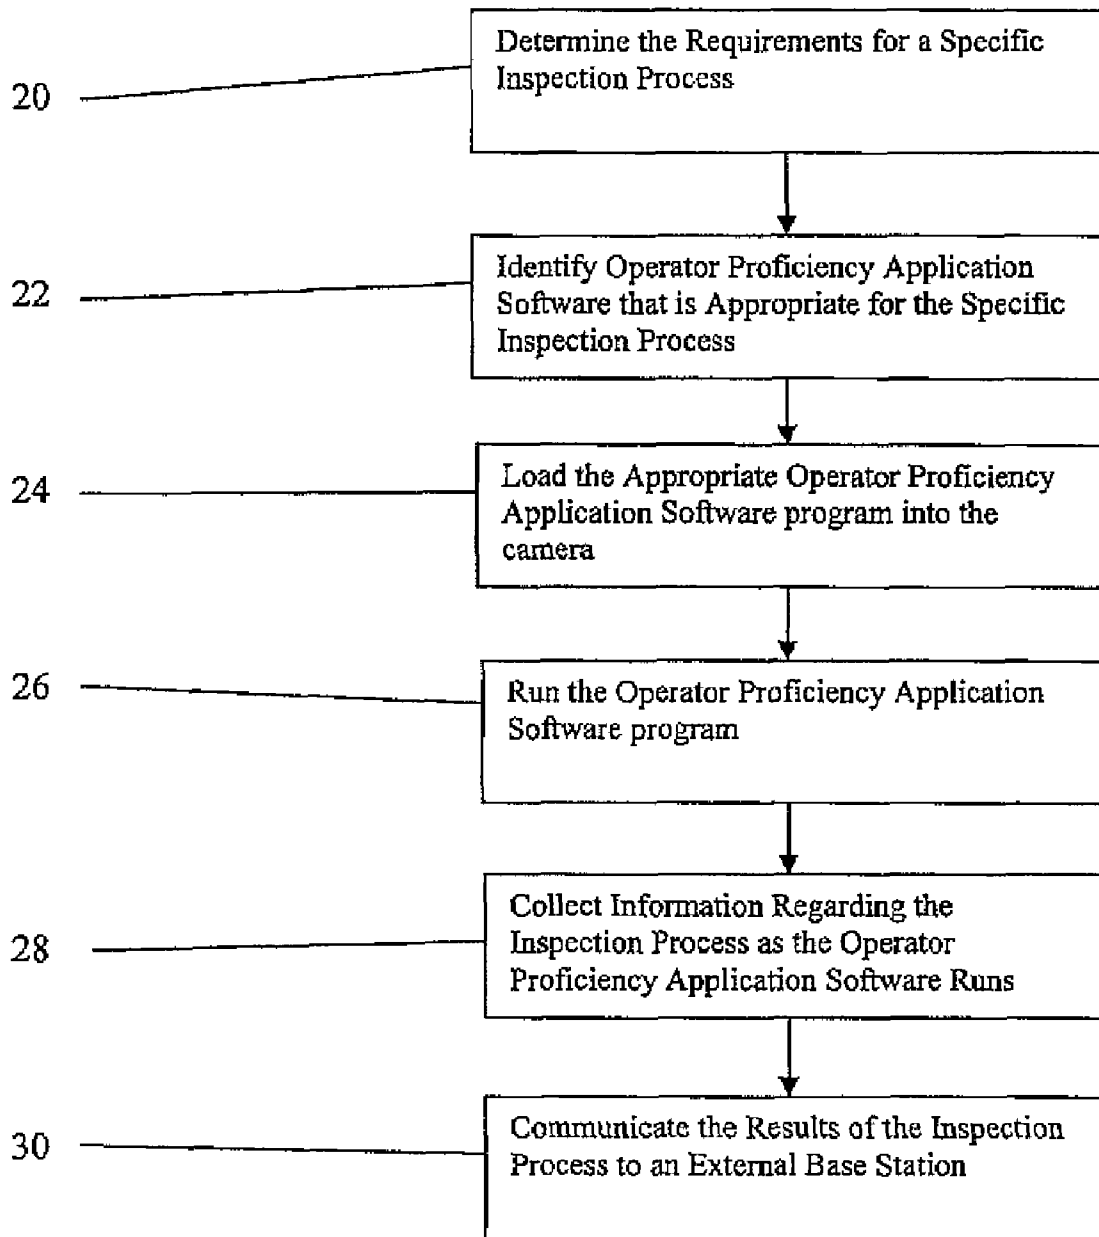 20
Determine the Requirements for a Specific
Inspection Process
22
Identify Operator Proficiency Application
Software that is Appropriate for the Specific
Inspection Process
24
Load the Appropriate Operator Proficiency
Application Software program into the
camera
26
Run the Operator Proficiency Application
Software program
28
Collect Information Regarding the
Inspection Process as the Operator
Proficiency Application Software Runs
30
Communicate the Results of the Inspection
Process to an External Base Station